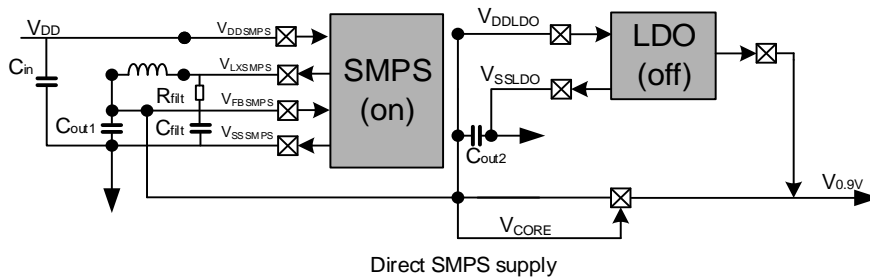 VDD
VDDSMPS
Cin
VLXSMPS
Rfilt
VFBSMPS
Cout1
Cfilt
VSSSMPS
SMPS
(on)
VDDLDO
LDO
(off)
VSSLDO
Cout2
V0.9V
VCORE
Direct SMPS supply